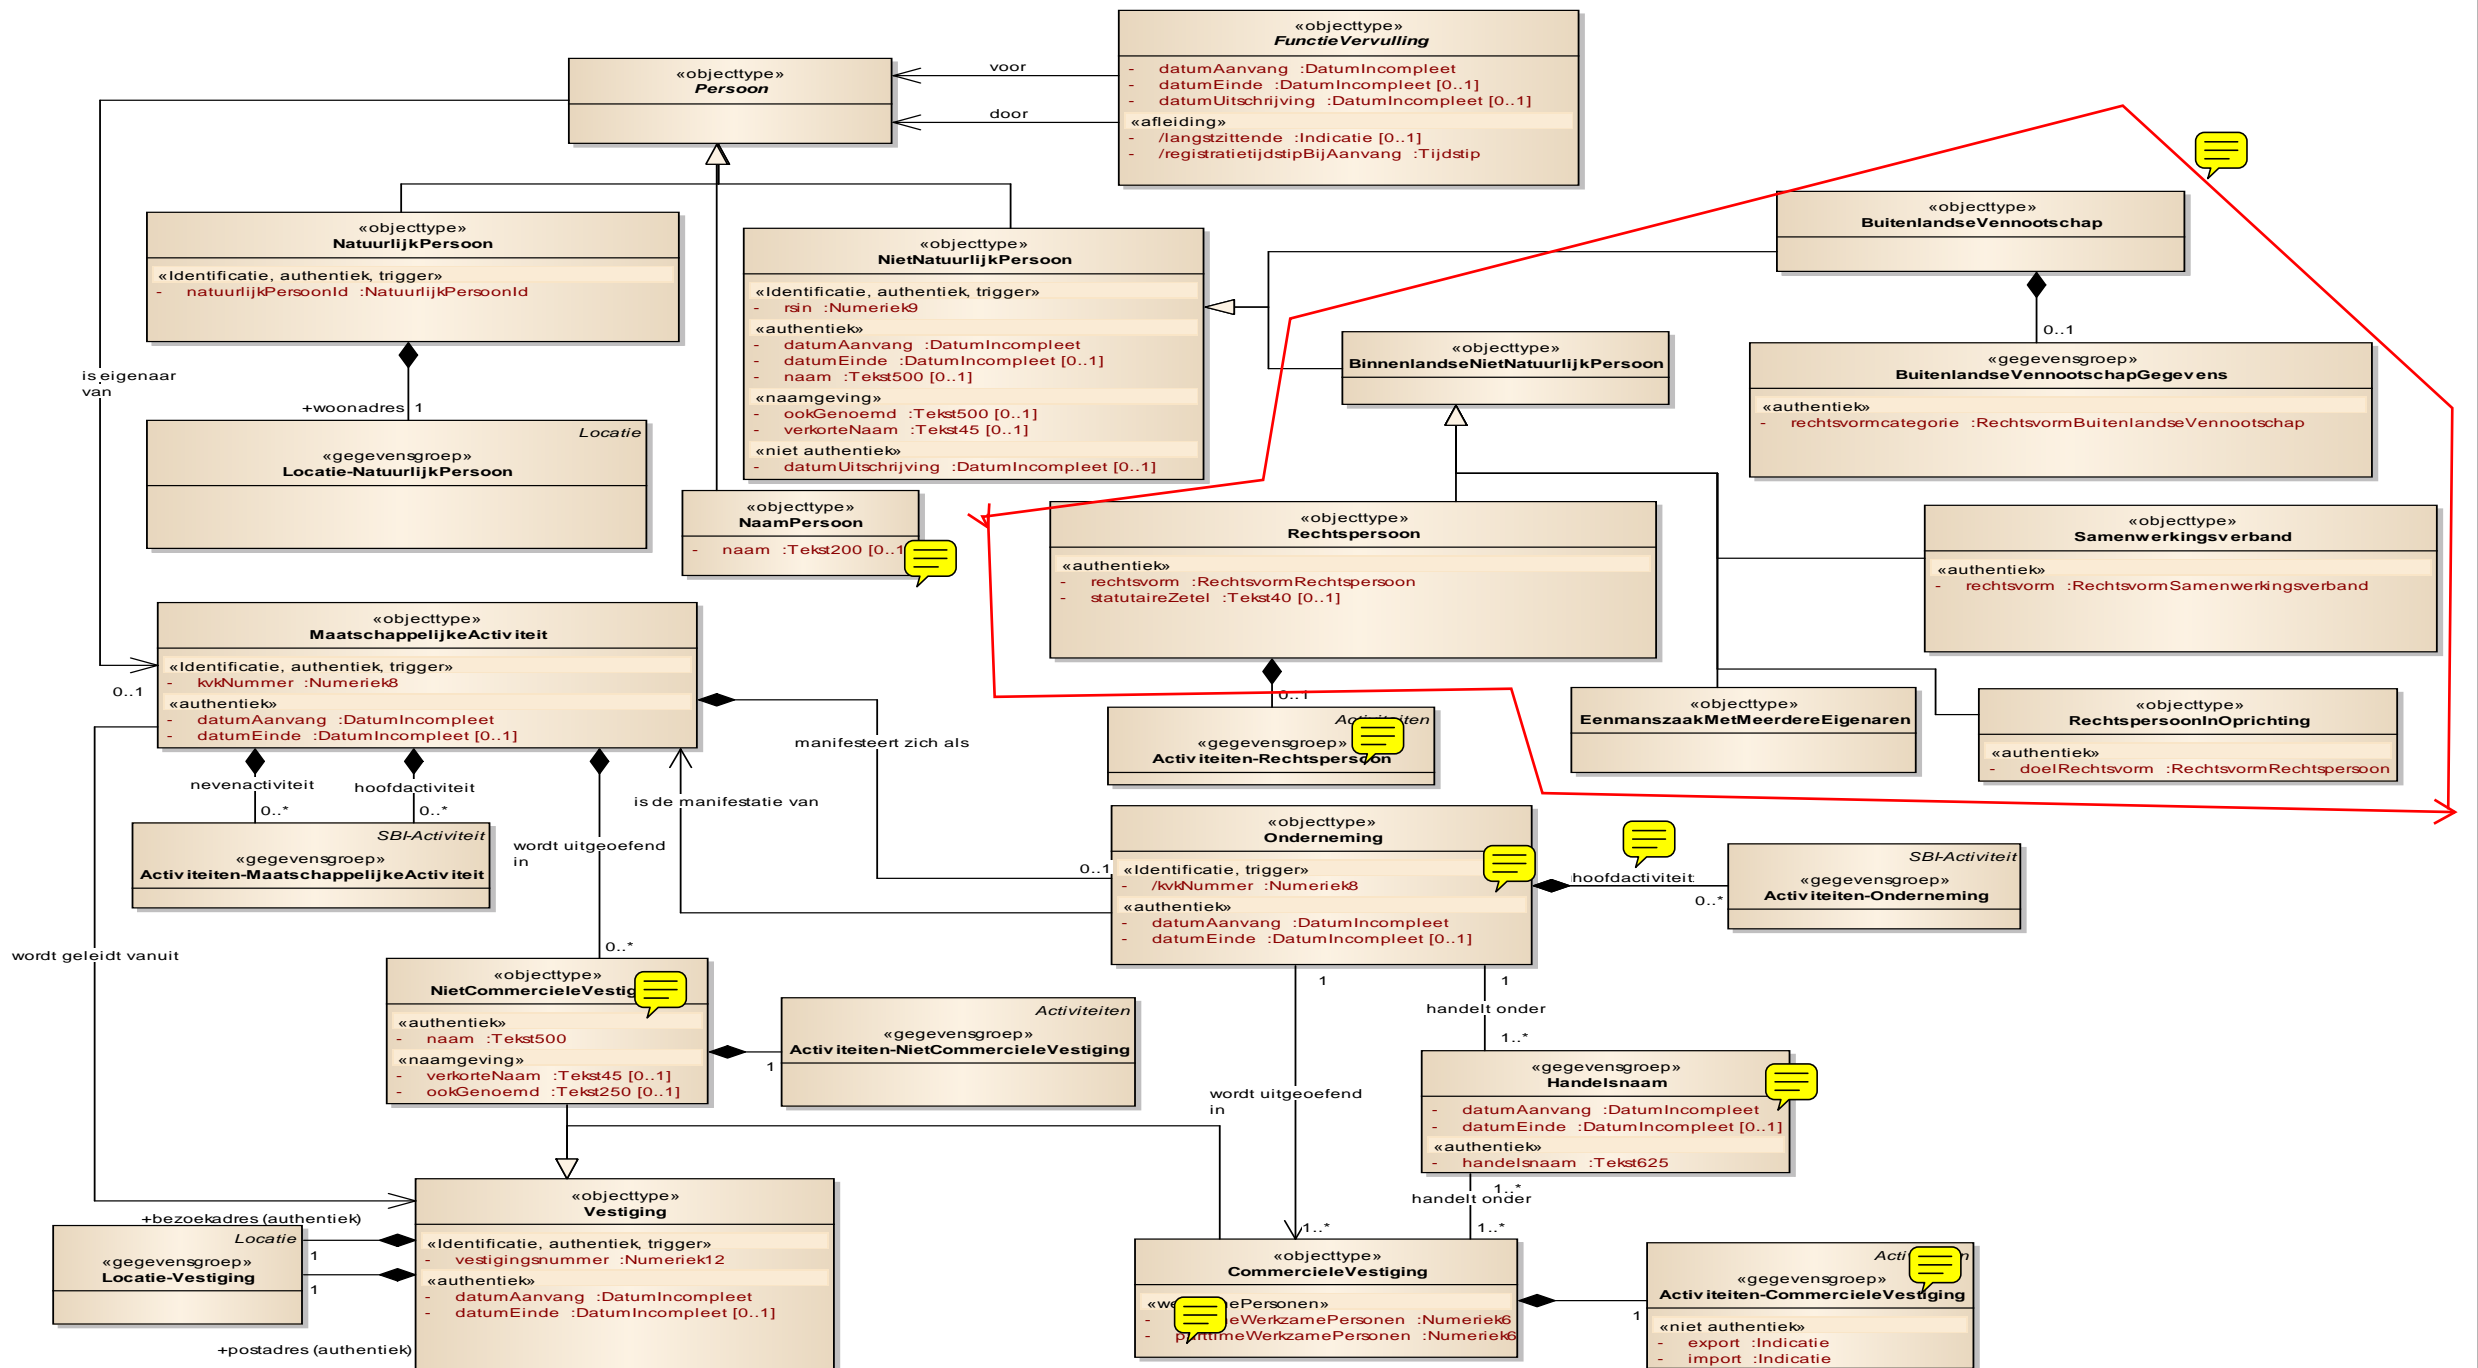 «objecttype»
FunctieVervulling
- datumAanvang :DatumIncompleet
- datumEinde :DatumIncompleet [0..1]
- datumUitschrijving :DatumIncompleet [0..1]
«afleiding»
- /langstzittende :Indicatie [0..1]
- /registratietijdstipBijAanvang :Tijdstip
«objecttype»
Persoon
voor
door
is eigenaar
van
0..1
«objecttype»
NatuurlijkPersoon
«Identificatie, authentiek, trigger»
- natuurlijkPersoonId :NatuurlijkPersoonId
+woonadres 1
Locatie
«gegevensgroep»
Locatie-NatuurlijkPersoon
«objecttype»
NietNatuurlijkPersoon
«Identificatie, authentiek, trigger»
- rsin :Numeriek9
«authentiek»
- datumAanvang :DatumIncompleet
- datumEinde :DatumIncompleet [0..1]
- naam :Tekst500 [0..1]
«naamgeving»
- ookGenoemd :Tekst500 [0..1]
- verkorteNaam :Tekst45 [0..1]
«niet authentiek»
- datumUitschrijving :DatumIncompleet [0..1]
«objecttype»
NaamPersoon
- naam :Tekst200 [0..1
«objecttype»
BuitenlandseVennootschap
0..1
«gegevensgroep»
BuitenlandseVennootschapGegevens
«authentiek»
- rechtsvormcategorie :RechtsvormBuitenlandseVennootschap
«objecttype»
BinnenlandseNietNatuurlijkPersoon
«objecttype»
Rechtspersoon
«authentiek»
- rechtsvorm :RechtsvormRechtspersoon
- statutaireZetel :Tekst40 [0..1]
0..1
Activiteiten
«gegevensgroep»
Activiteiten-Rechtspersoon
«objecttype»
Samenwerkingsverband
«authentiek»
- rechtsvorm :RechtsvormSamenwerkingsverband
«objecttype»
EenmanszaakMetMeerdereEigenaren
«objecttype»
RechtspersoonInOprichting
«authentiek»
- doelRechtsvorm :RechtsvormRechtspersoon
«objecttype»
MaatschappelijkeActiviteit
«Identificatie, authentiek, trigger»
- kvkNummer :Numeriek8
«authentiek»
- datumAanvang :DatumIncompleet
- datumEinde :DatumIncompleet [0..1]
nevenactiviteit
0..*
hoofdactiviteit
0..*
SBI-Activiteit
«gegevensgroep»
Activiteiten-MaatschappelijkeActiviteit
manifesteert zich als
0..1
is de manifestatie van
wordt uitgeoefend
in
0..*
wordt geleidt vanuit
«objecttype»
Onderneming
«Identificatie, trigger»
- /kvkNummer :Numeriek8
«authentiek»
- datumAanvang :DatumIncompleet
- datumEinde :DatumIncompleet [0..1]
hoofdactiviteit
0..*
SBI-Activiteit
«gegevensgroep»
Activiteiten-Onderneming
«objecttype»
«authentiek»
- naam :Tekst500
«naamgeving»
- verkorteNaam :Tekst45 [0..1]
- ookGenoemd :Tekst250 [0..1]
1
Activiteiten
«gegevensgroep»
Activiteiten-NietCommercieleVestiging
1
wordt uitgeoefend
in
1..*
1
handelt onder
1..*
«gegevensgroep»
Handelsnaam
- datumAanvang :DatumIncompleet
- datumEinde :DatumIncompleet [0..1]
«authentiek»
- handelsnaam :Tekst625
1..*
handelt onder
1..*
«objecttype»
Vestiging
«Identificatie, authentiek, trigger»
- vestigingsnummer :Numeriek12
«authentiek»
- datumAanvang :DatumIncompleet
- datumEinde :DatumIncompleet [0..1]
+bezoekadres (authentiek)
1
1
+postadres (authentiek)
Locatie
«gegevensgroep»
Locatie-Vestiging
«objecttype»
CommercieleVestiging
:Numeriek6
:Numeriek6
1
«gegevensgroep»
Activiteiten-CommercieleVestiging
«niet authentiek»
- export :Indicatie
- import :Indicatie